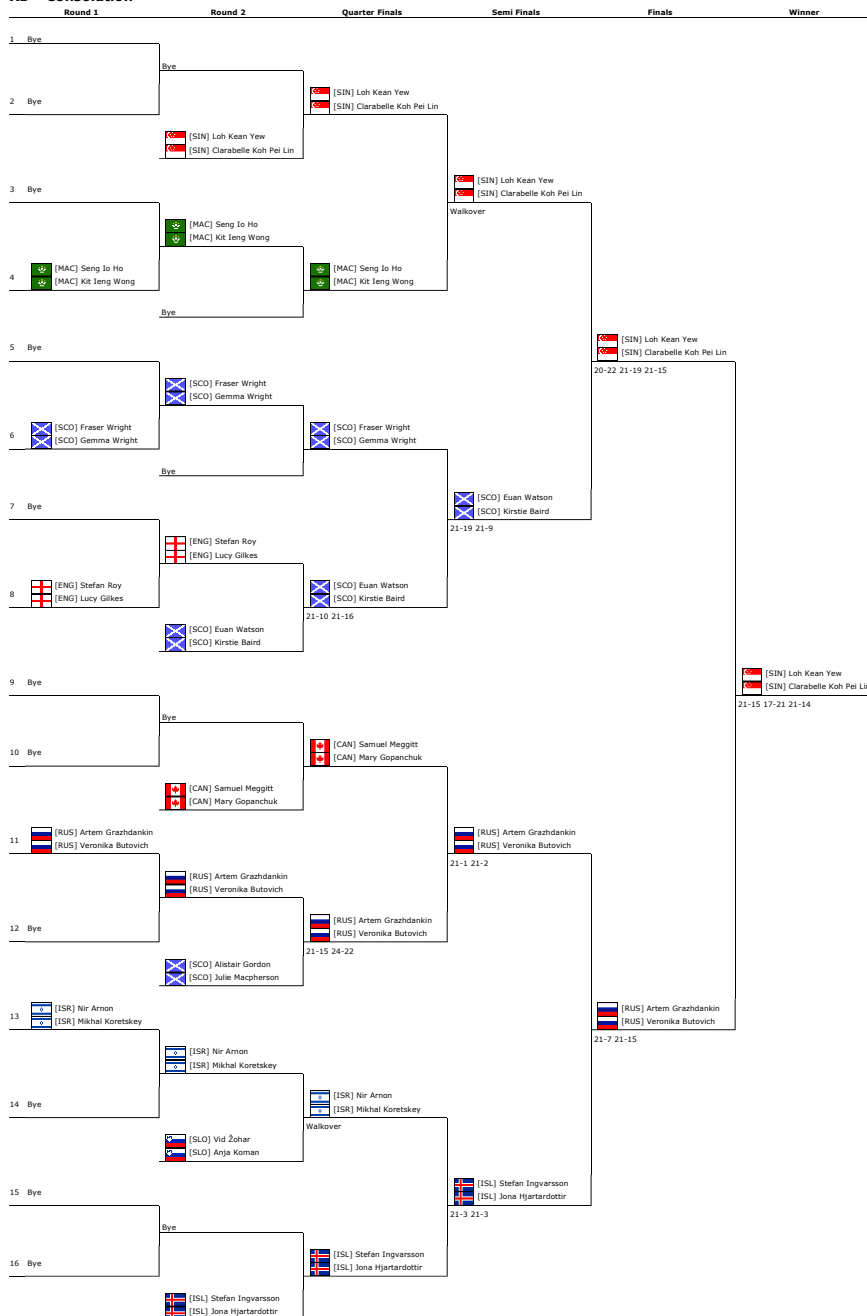 Round 1 Round 2 Quarter Finals Semi Finals Finals Winner
1 Bye
Bye
[SIN] Loh Kean Yew
2 Bye
[SIN] Clarabelle Koh Pei Lin
[SIN] Loh Kean Yew
[SIN] Clarabelle Koh Pei Lin
[SIN] Loh Kean Yew
3 Bye
[SIN] Clarabelle Koh Pei Lin
Walkover
[MAC] Seng Io Ho
[MAC] Kit Ieng Wong
[MAC] Seng Io Ho
[MAC] Seng Io Ho
4
[MAC] Kit Ieng Wong
[MAC] Kit Ieng Wong
Bye
[SIN] Loh Kean Yew
5 Bye
[SIN] Clarabelle Koh Pei Lin
20-22 21-19 21-15
[SCO] Fraser Wright
[SCO] Gemma Wright
[SCO] Fraser Wright
[SCO] Fraser Wright
6
[SCO] Gemma Wright
[SCO] Gemma Wright
Bye
[SCO] Euan Watson
7 Bye
[SCO] Kirstie Baird
21-19 21-9
[ENG] Stefan Roy
[ENG] Lucy Gilkes
[ENG] Stefan Roy
[SCO] Euan Watson
8
[ENG] Lucy Gilkes
[SCO] Kirstie Baird
21-10 21-16
[SCO] Euan Watson
[SCO] Kirstie Baird
[SIN] Loh Kean Yew
9 Bye
[SIN] Clarabelle Koh Pei Li
21-15 17-21 21-14
Bye
[CAN] Samuel Meggitt
10 Bye
[CAN] Mary Gopanchuk
[CAN] Samuel Meggitt
[CAN] Mary Gopanchuk
[RUS] Artem Grazhdankin
[RUS] Artem Grazhdankin
11
[RUS] Veronika Butovich
[RUS] Veronika Butovich
21-1 21-2
[RUS] Artem Grazhdankin
[RUS] Veronika Butovich
[RUS] Artem Grazhdankin
12 Bye
[RUS] Veronika Butovich
21-15 24-22
[SCO] Alistair Gordon
[SCO] Julie Macpherson
[ISR] Nir Arnon
[RUS] Artem Grazhdankin
13
[ISR] Mikhal Koretskey
[RUS] Veronika Butovich
21-7 21-15
[ISR] Nir Arnon
[ISR] Mikhal Koretskey
[ISR] Nir Arnon
14 Bye
[ISR] Mikhal Koretskey
Walkover
[SLO] Vid Žohar
[SLO] Anja Koman
[ISL] Stefan Ingvarsson
15 Bye
[ISL] Jona Hjartardottir
21-3 21-3
Bye
[ISL] Stefan Ingvarsson
16 Bye
[ISL] Jona Hjartardottir
[ISL] Stefan Ingvarsson
[ISL] Jona Hjartardottir